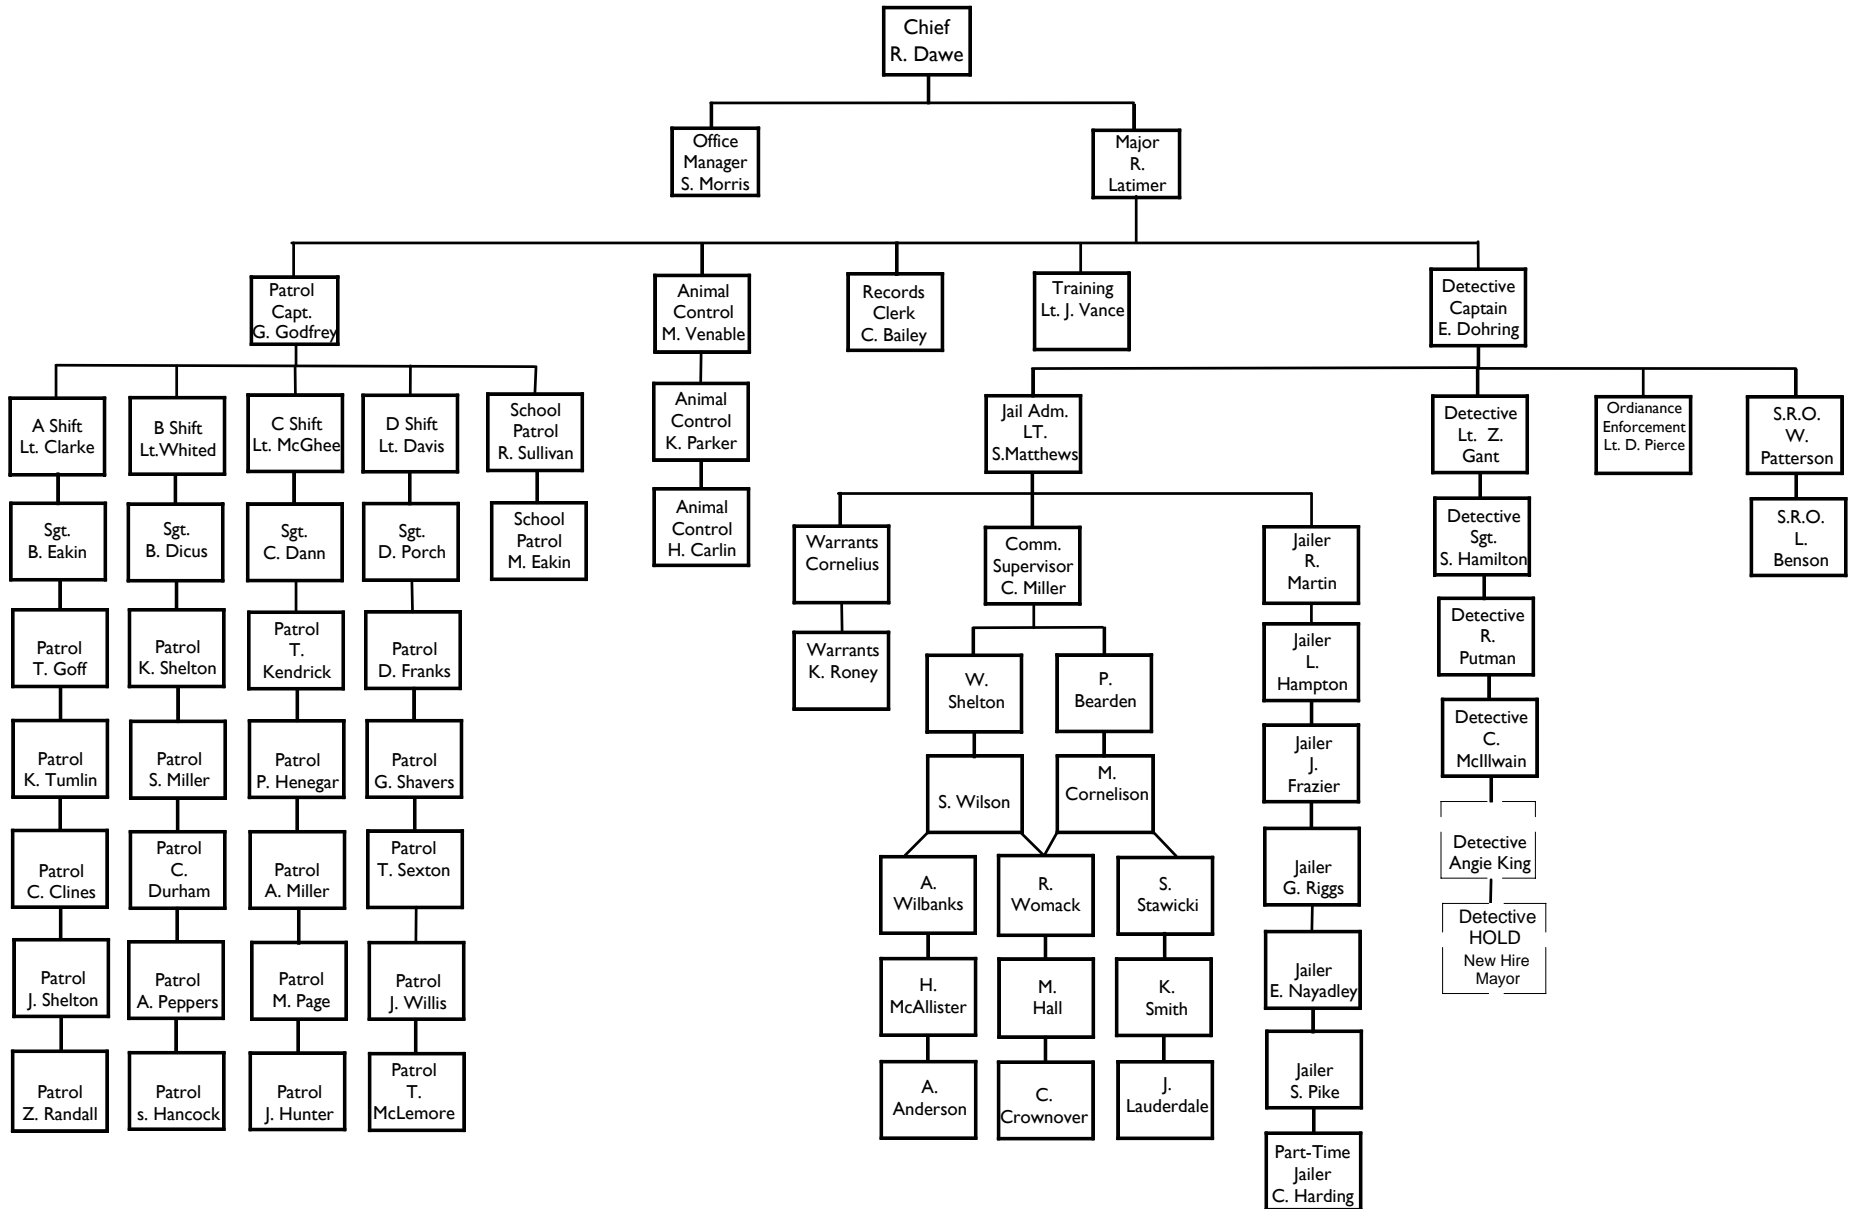 Chief
R. Dawe
Office
Manager
S. Morris
Major
R.
Latimer
Patrol
Capt.
G. Godfrey
Animal
Control
M. Venable
Records
Clerk
C. Bailey
Training
Lt. J. Vance
Detective
Captain
E. Dohring
A Shift
Lt. Clarke
B Shift
Lt.Whited
C Shift
Lt. McGhee
D Shift
Lt. Davis
School
Patrol
R. Sullivan
Animal
Control
K. Parker
Jail Adm.
LT.
S.Matthews
Detective
Lt. Z.
Gant
Ordianance
Enforcement
Lt. D. Pierce
S.R.O.
W.
Patterson
Sgt.
B. Eakin
Sgt.
B. Dicus
Sgt.
C. Dann
Sgt.
D. Porch
School
Patrol
M. Eakin
Animal
Control
H. Carlin
Warrants
Cornelius
Comm.
Supervisor
C. Miller
Jailer
R.
Martin
Detective
Sgt.
S. Hamilton
S.R.O.
L.
Benson
Patrol
T. Goff
Patrol
K. Shelton
Patrol
T.
Kendrick
Patrol
D. Franks
Warrants
K. Roney
W.
Shelton
P.
Bearden
Jailer
L.
Hampton
Detective
R.
Putman
Patrol
K. Tumlin
Patrol
S. Miller
Patrol
P. Henegar
Patrol
G. Shavers
S. Wilson
M.
Cornelison
Jailer
J.
Frazier
Detective
C.
McIllwain
Patrol
C. Clines
Patrol
C.
Durham
Patrol
A. Miller
Patrol
T. Sexton
A.
Wilbanks
R.
Womack
S.
Stawicki
Jailer
G. Riggs
Detective
Angie King
Patrol
J. Shelton
Patrol
A. Peppers
Patrol
M. Page
Patrol
J. Willis
H.
McAllister
M.
Hall
K.
Smith
Jailer
E. Nayadley
Detective
HOLD
New Hire
Mayor
Patrol
Z. Randall
Patrol
s. Hancock
Patrol
J. Hunter
Patrol
T.
McLemore
A.
Anderson
C.
Crownover
J.
Lauderdale
Jailer
S. Pike
Part-Time
Jailer
C. Harding